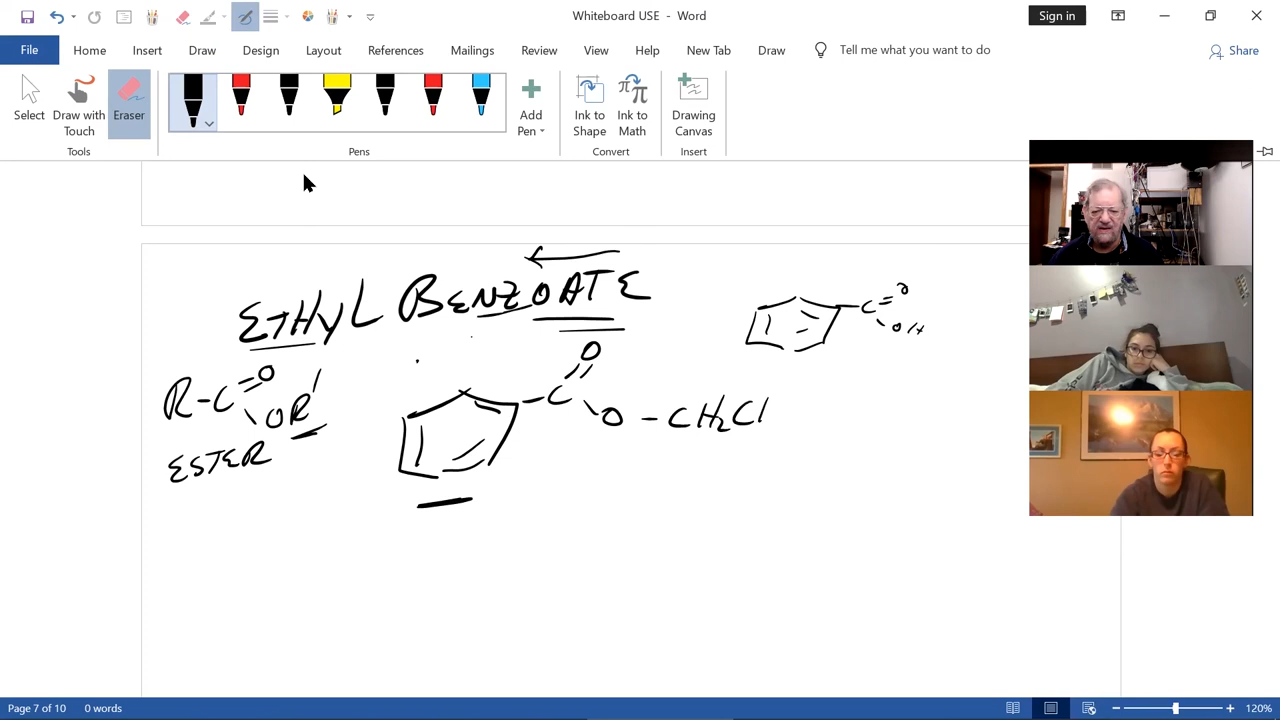 Whiteboard USE - Word
Sign in
File Home Insert Draw Design Layout References Mailings Review View Help New Tab Draw Tell me what you want to do Share
Select
Draw with Touch
Eraser
Add Pen
Ink to Shape
Ink to Math
Drawing Canvas
Tools Pens Convert Insert
ETHYL BENZOATE
C=O
OH
R-C=O
OR'
ESTER
C=O
O-CH2Cl
Page 7 of 10 0 words
120%